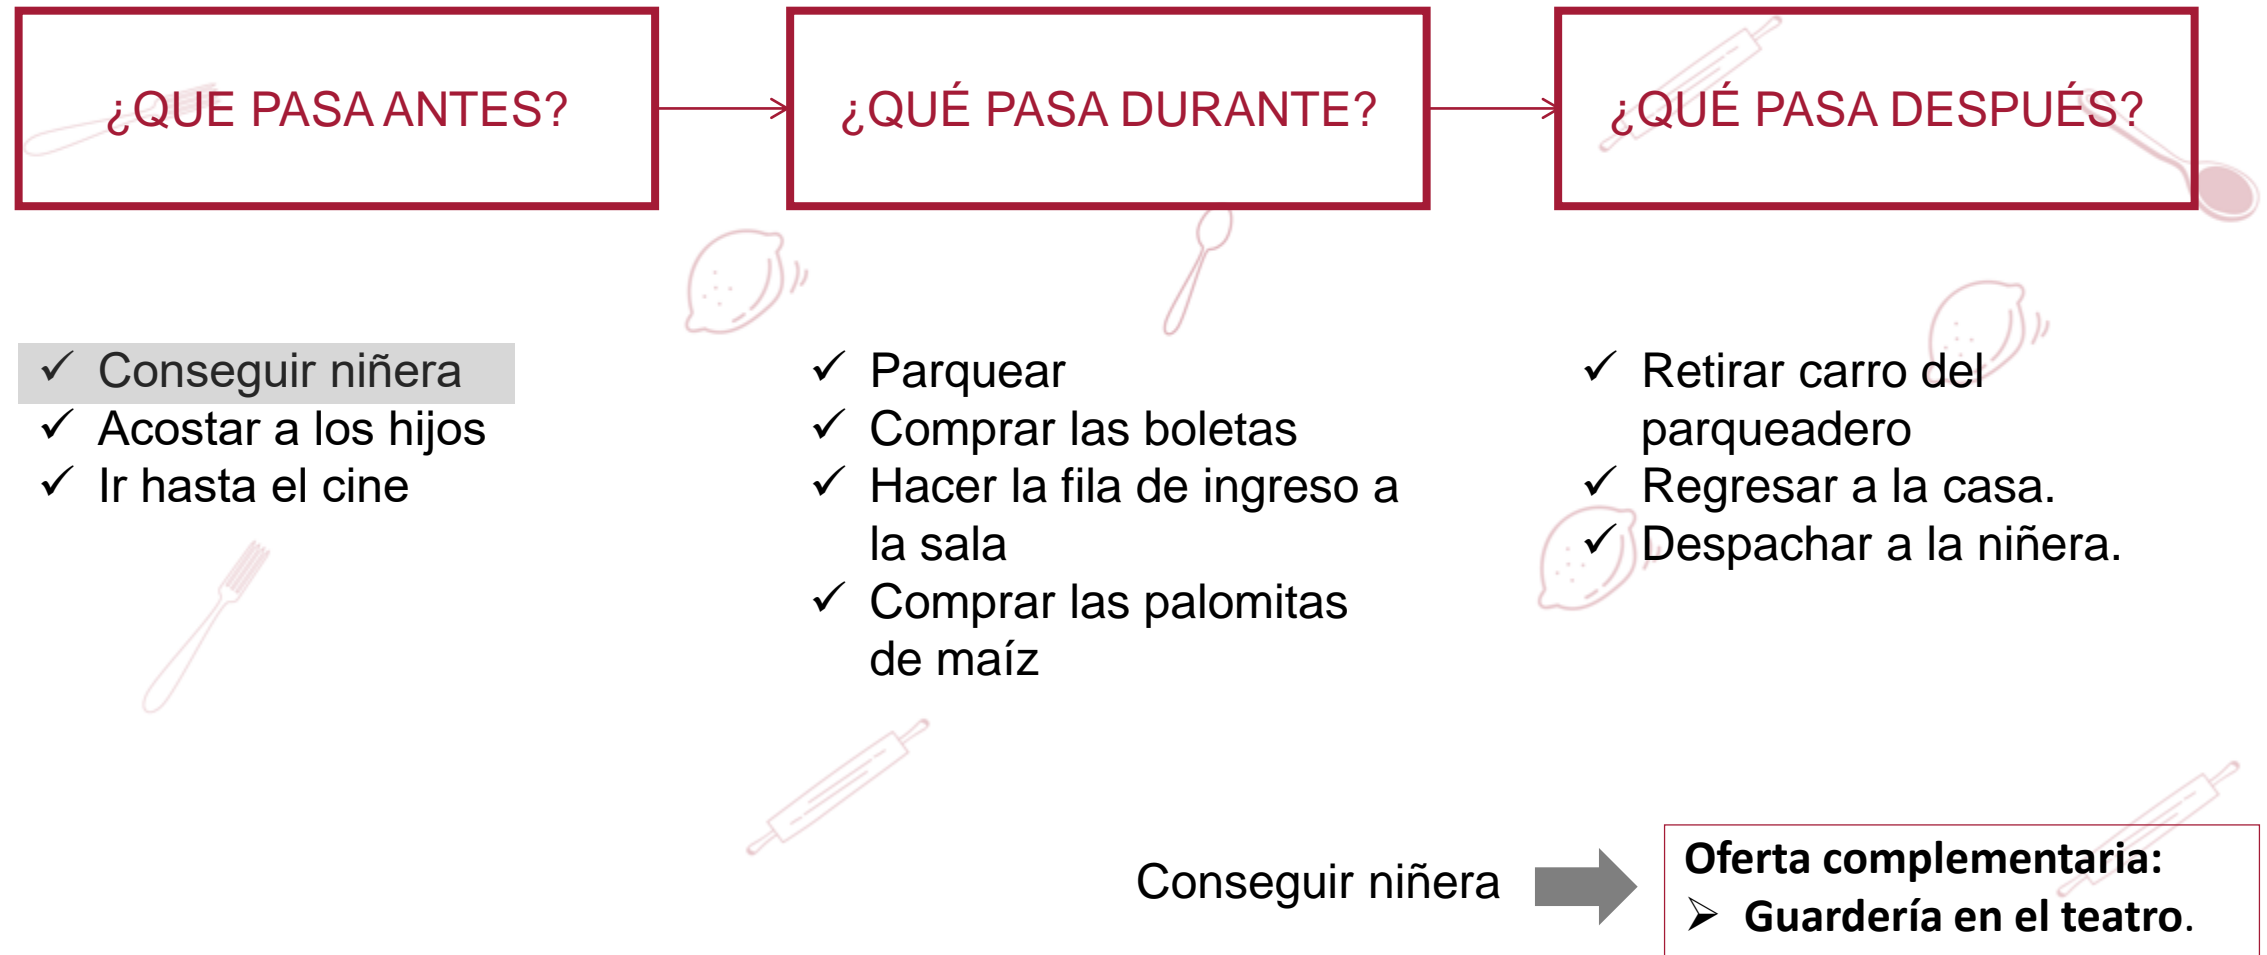 ¿QUE PASA ANTES?
¿QUÉ PASA DURANTE?
¿QUÉ PASA DESPUÉS?
✓ Conseguir niñera
✓ Acostar a los hijos
✓ Ir hasta el cine
✓ Parquear
✓ Comprar las boletas
✓ Hacer la fila de ingreso a
la sala
✓ Comprar las palomitas
de maíz
✓ Retirar carro del
parqueadero
✓ Regresar a la casa.
✓ Despachar a la niñera.
Conseguir niñera
Oferta complementaria:
➢ Guardería en el teatro.